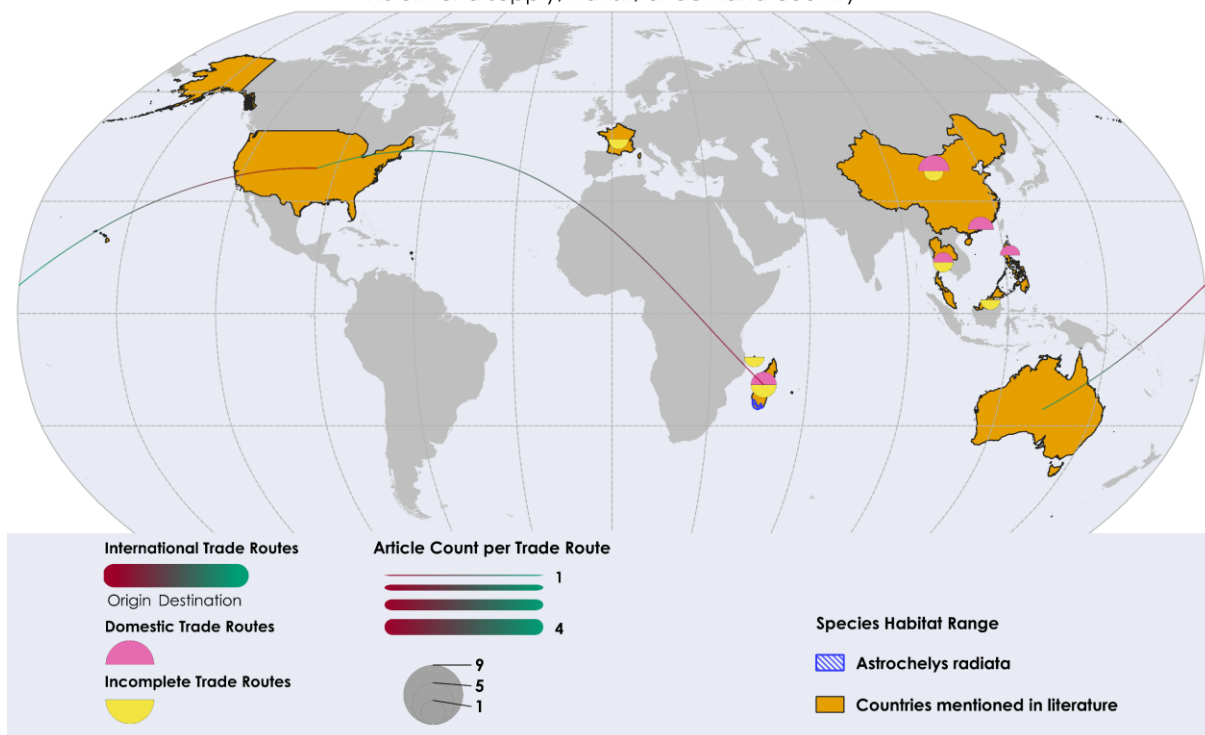 International Trade Routes
Origin Destination
Domestic Trade Routes
Incomplete Trade Routes
Article Count per Trade Route
1
4
9
5
1
Species Habitat Range
Astrochelys radiata
Countries mentioned in literature